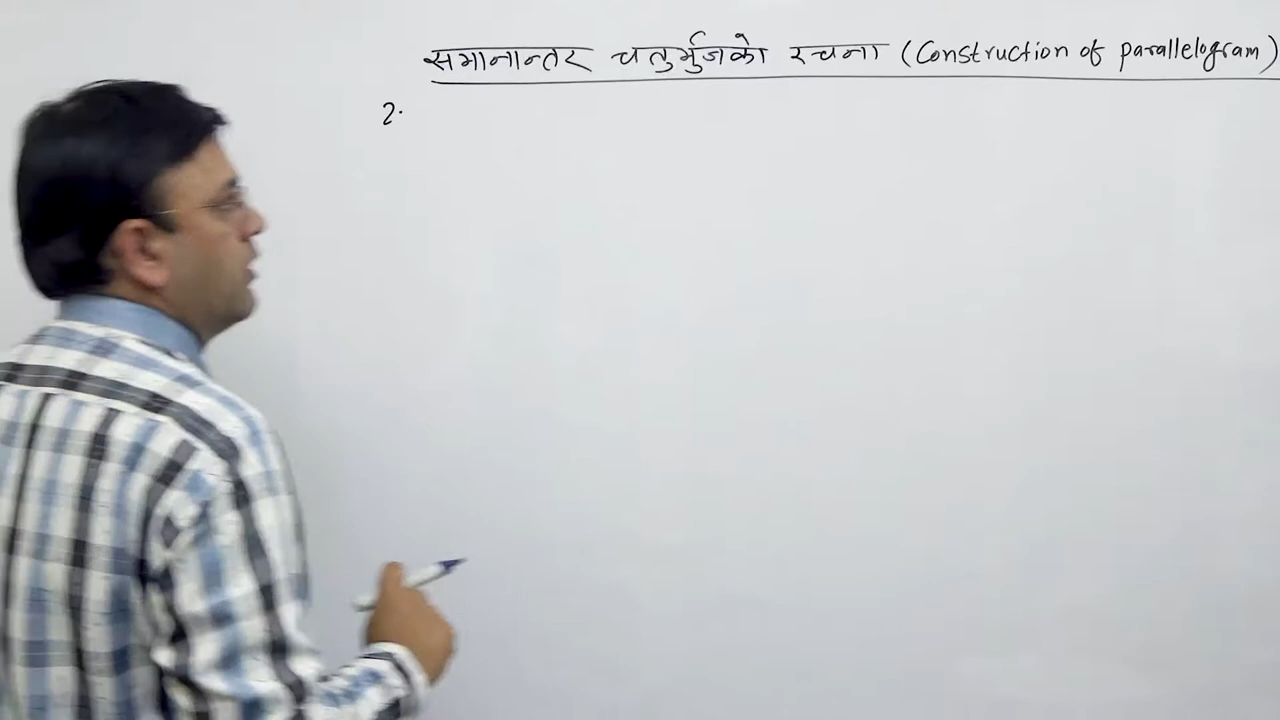 समानान्तर चतुर्भुजको रचना (Construction of parallelogram)
2.